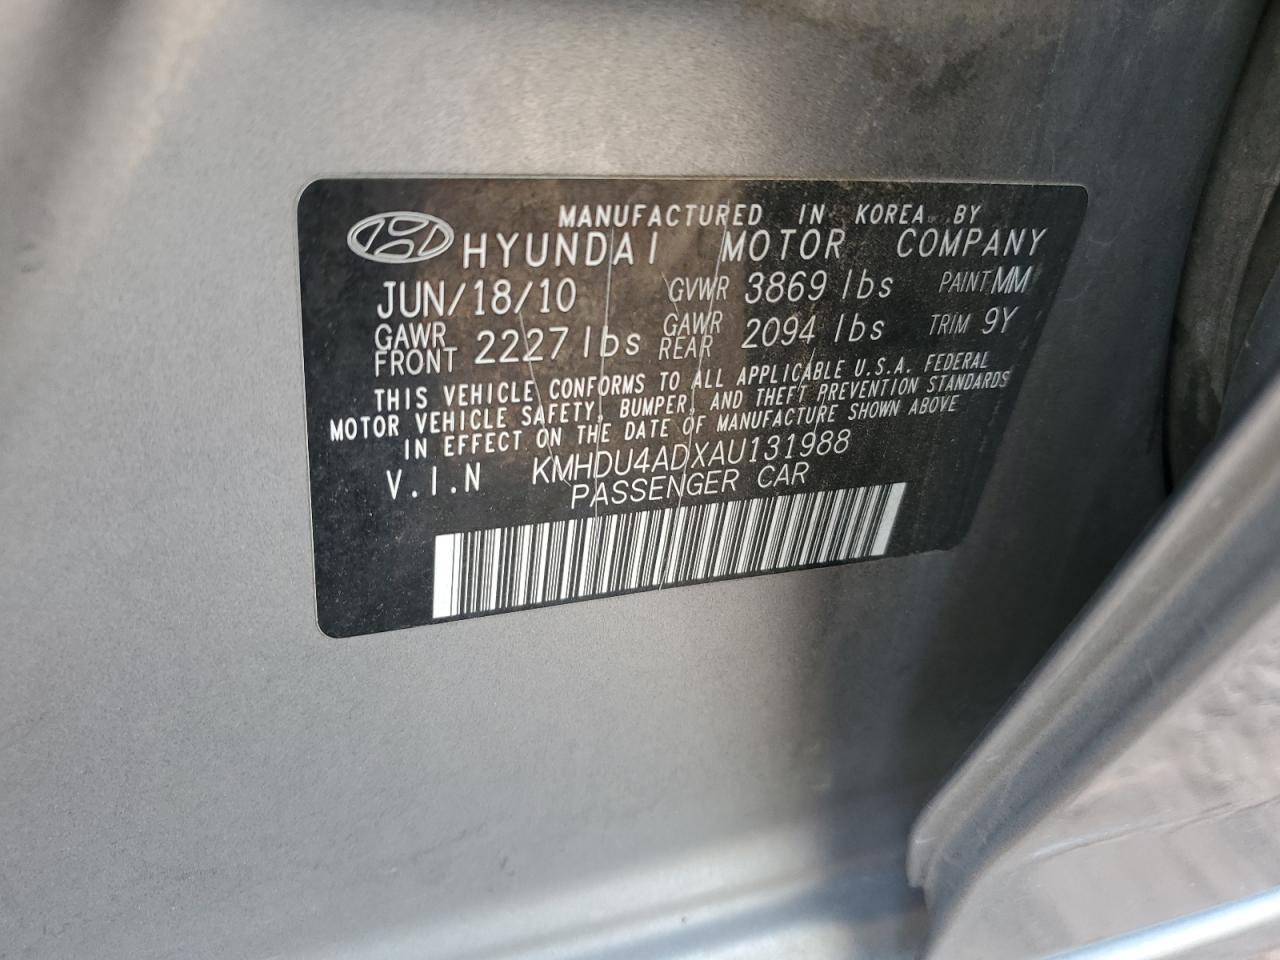 MANUFACTURED IN KOREA BY
HYUNDAI MOTOR COMPANY
JUN/18/10 GVWR 3869 lbs PAINT MM
GAWR FRONT 2227 lbs GAWR REAR 2094 lbs TRIM 9Y
THIS VEHICLE CONFORMS TO ALL APPLICABLE U.S.A. FEDERAL
MOTOR VEHICLE SAFETY, BUMPER, AND THEFT PREVENTION STANDARDS
IN EFFECT ON THE DATE OF MANUFACTURE SHOWN ABOVE
V.I.N KMHDU4ADXAU131988
PASSENGER CAR